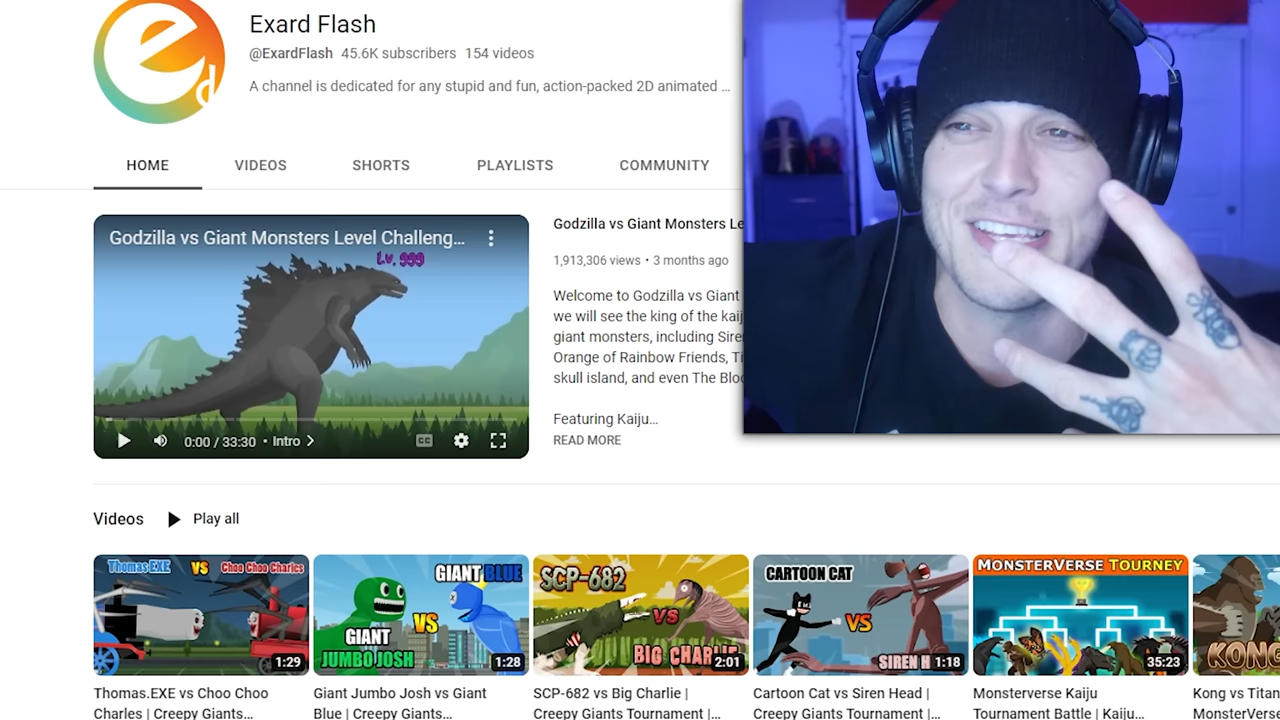 Exard Flash
@ExardFlash 45.6K subscribers 154 videos
A channel is dedicated for any stupid and fun, action-packed 2D animated ...
HOME VIDEOS SHORTS PLAYLISTS COMMUNITY
Godzilla vs Giant Monsters Level Challeng...
Lv. 999
0:00 / 33:30 • Intro
CC
Godzilla vs Giant Monsters Le
1,913,306 views • 3 months ago
Welcome to Godzilla vs Giant
we will see the king of the kaij
giant monsters, including Sire
Orange of Rainbow Friends, Ti
skull island, and even The Bloo
Featuring Kaiju...
READ MORE
Videos Play all
Thomas.EXE VS Choo Choo Charles
1:29
GIANT BLUE
VS
GIANT
JUMBO JOSH
1:28
SCP-682
VS
BIG CHARLIE
2:01
CARTOON CAT
VS
SIREN H
1:18
MONSTERVERSE TOURNEY
35:23
KONG
Thomas.EXE vs Choo Choo
Charles | Creepy Giants...
Giant Jumbo Josh vs Giant
Blue | Creepy Giants...
SCP-682 vs Big Charlie |
Creepy Giants Tournament |...
Cartoon Cat vs Siren Head |
Creepy Giants Tournament |...
Monsterverse Kaiju
Tournament Battle | Kaiju...
Kong vs Titan
MonsterVerse